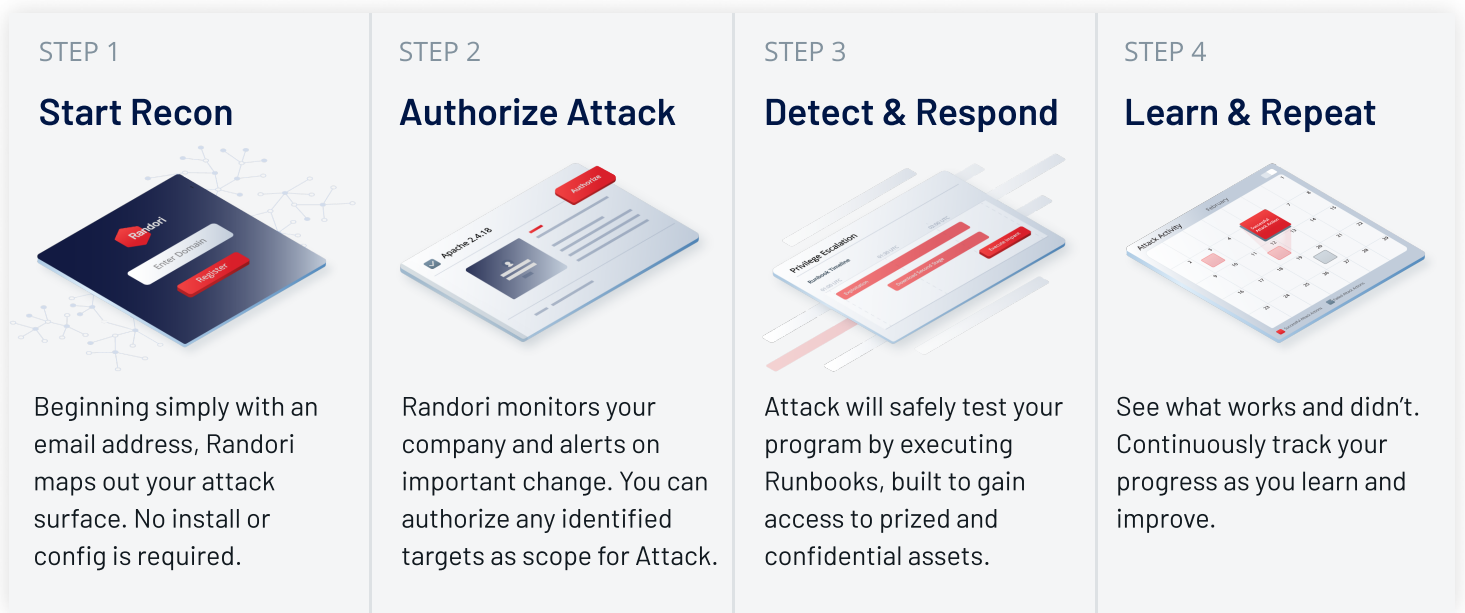 STEP 1
Start Recon
Randori
Enter Domain
Register
Beginning simply with an
email address, Randori
maps out your attack
surface. No install or
config is required.
STEP 2
Authorize Attack
Authorize
Apache 2.4.18
Randori monitors your
company and alerts on
important change. You can
authorize any identified
targets as scope for Attack.
STEP 3
Detect & Respond
Privilege Escalation
Runbook Timeline
Exploitation
Execute Implant
Attack will safely test your
program by executing
Runbooks, built to gain
access to prized and
confidential assets.
STEP 4
Learn & Repeat
February
Attack Activity
See what works and didn’t.
Continuously track your
progress as you learn and
improve.